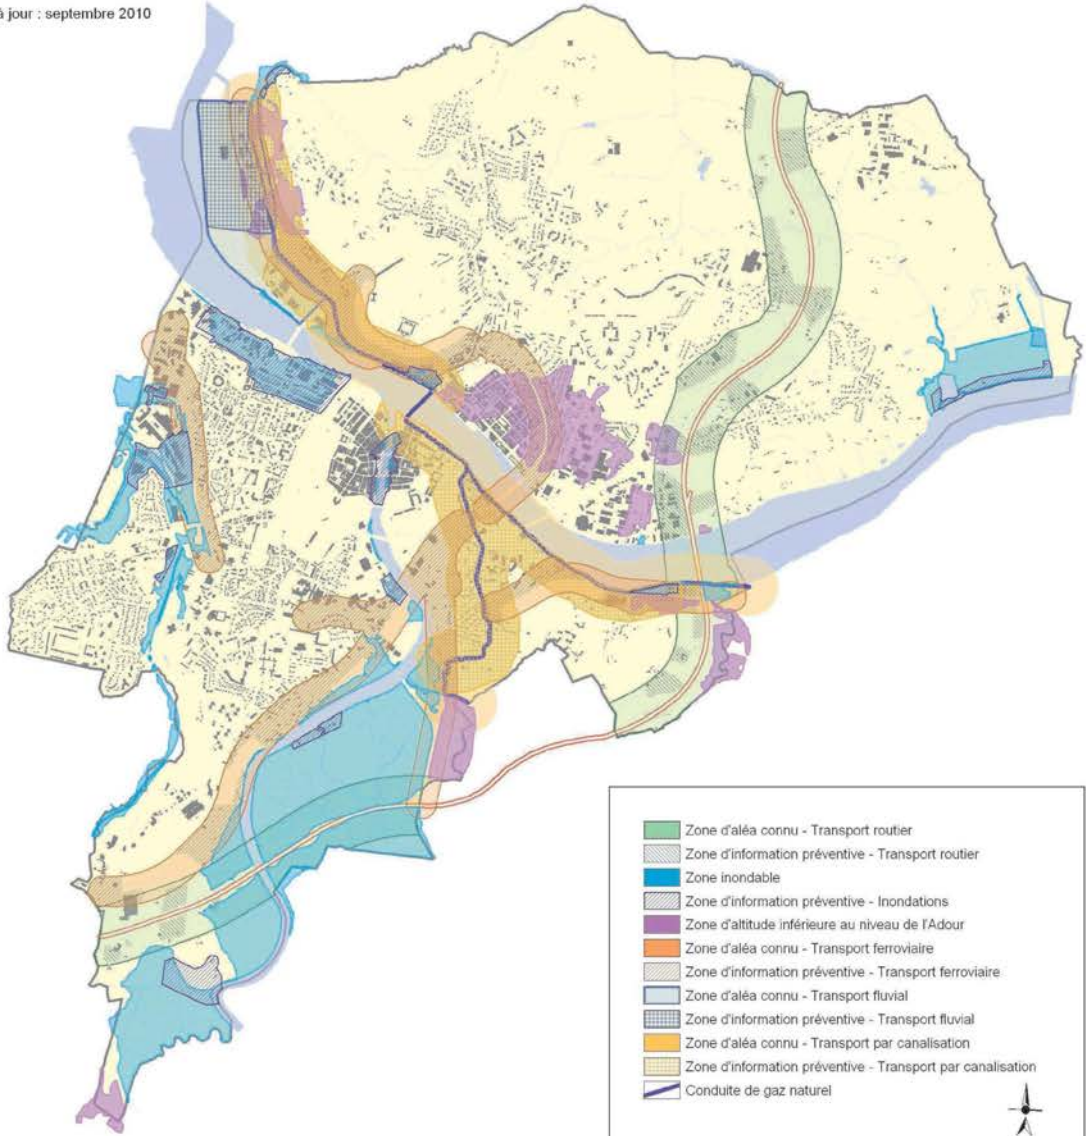 à jour : septembre 2010
Zone d'aléa connu - Transport routier
Zone d'information préventive - Transport routier
Zone inondable
Zone d'information préventive - Inondations
Zone d'altitude inférieure au niveau de l'Adour
Zone d'aléa connu - Transport ferroviaire
Zone d'information préventive - Transport ferroviaire
Zone d'aléa connu - Transport fluvial
Zone d'information préventive - Transport fluvial
Zone d'aléa connu - Transport par canalisation
Zone d'information préventive - Transport par canalisation
Conduite de gaz naturel